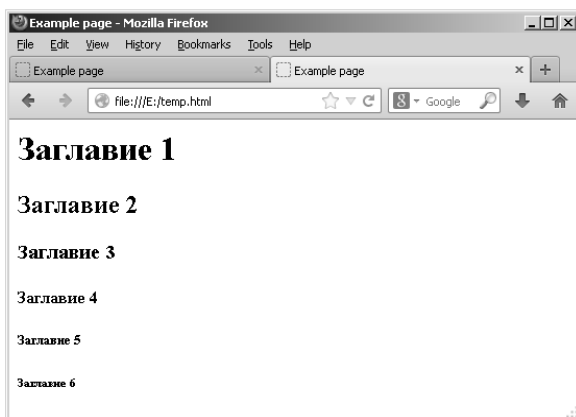 Example page - Mozilla Firefox
File Edit View History Bookmarks Tools Help
Example page Example page
file:///E:/temp.html 8 Google
Заглавие 1
Заглавие 2
Заглавие 3
Заглавие 4
Заглавие 5
Заглавие 6